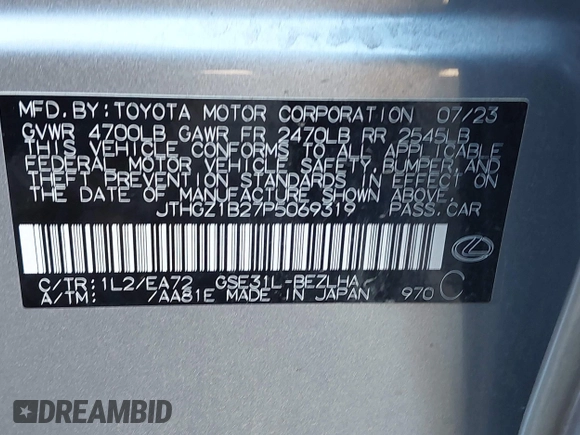 MFD. BY: TOYOTA MOTOR CORPORATION 07/23
GVWR 4700LB GAWR FR 2470LB RR 2545LB
THIS VEHICLE CONFORMS TO ALL APPLICABLE
FEDERAL MOTOR VEHICLE SAFETY, BUMPER AND
THEFT PREVENTION STANDARDS IN EFFECT ON
THE DATE OF MANUFACTURE SHOWN ABOVE.
JTHGZ1B27P5069319 PASS.CAR
C/TR: 1L2/EA72 GSE31L-BEZLHA
A/TM: /AA81E MADE IN JAPAN 970 C
DREAMBID